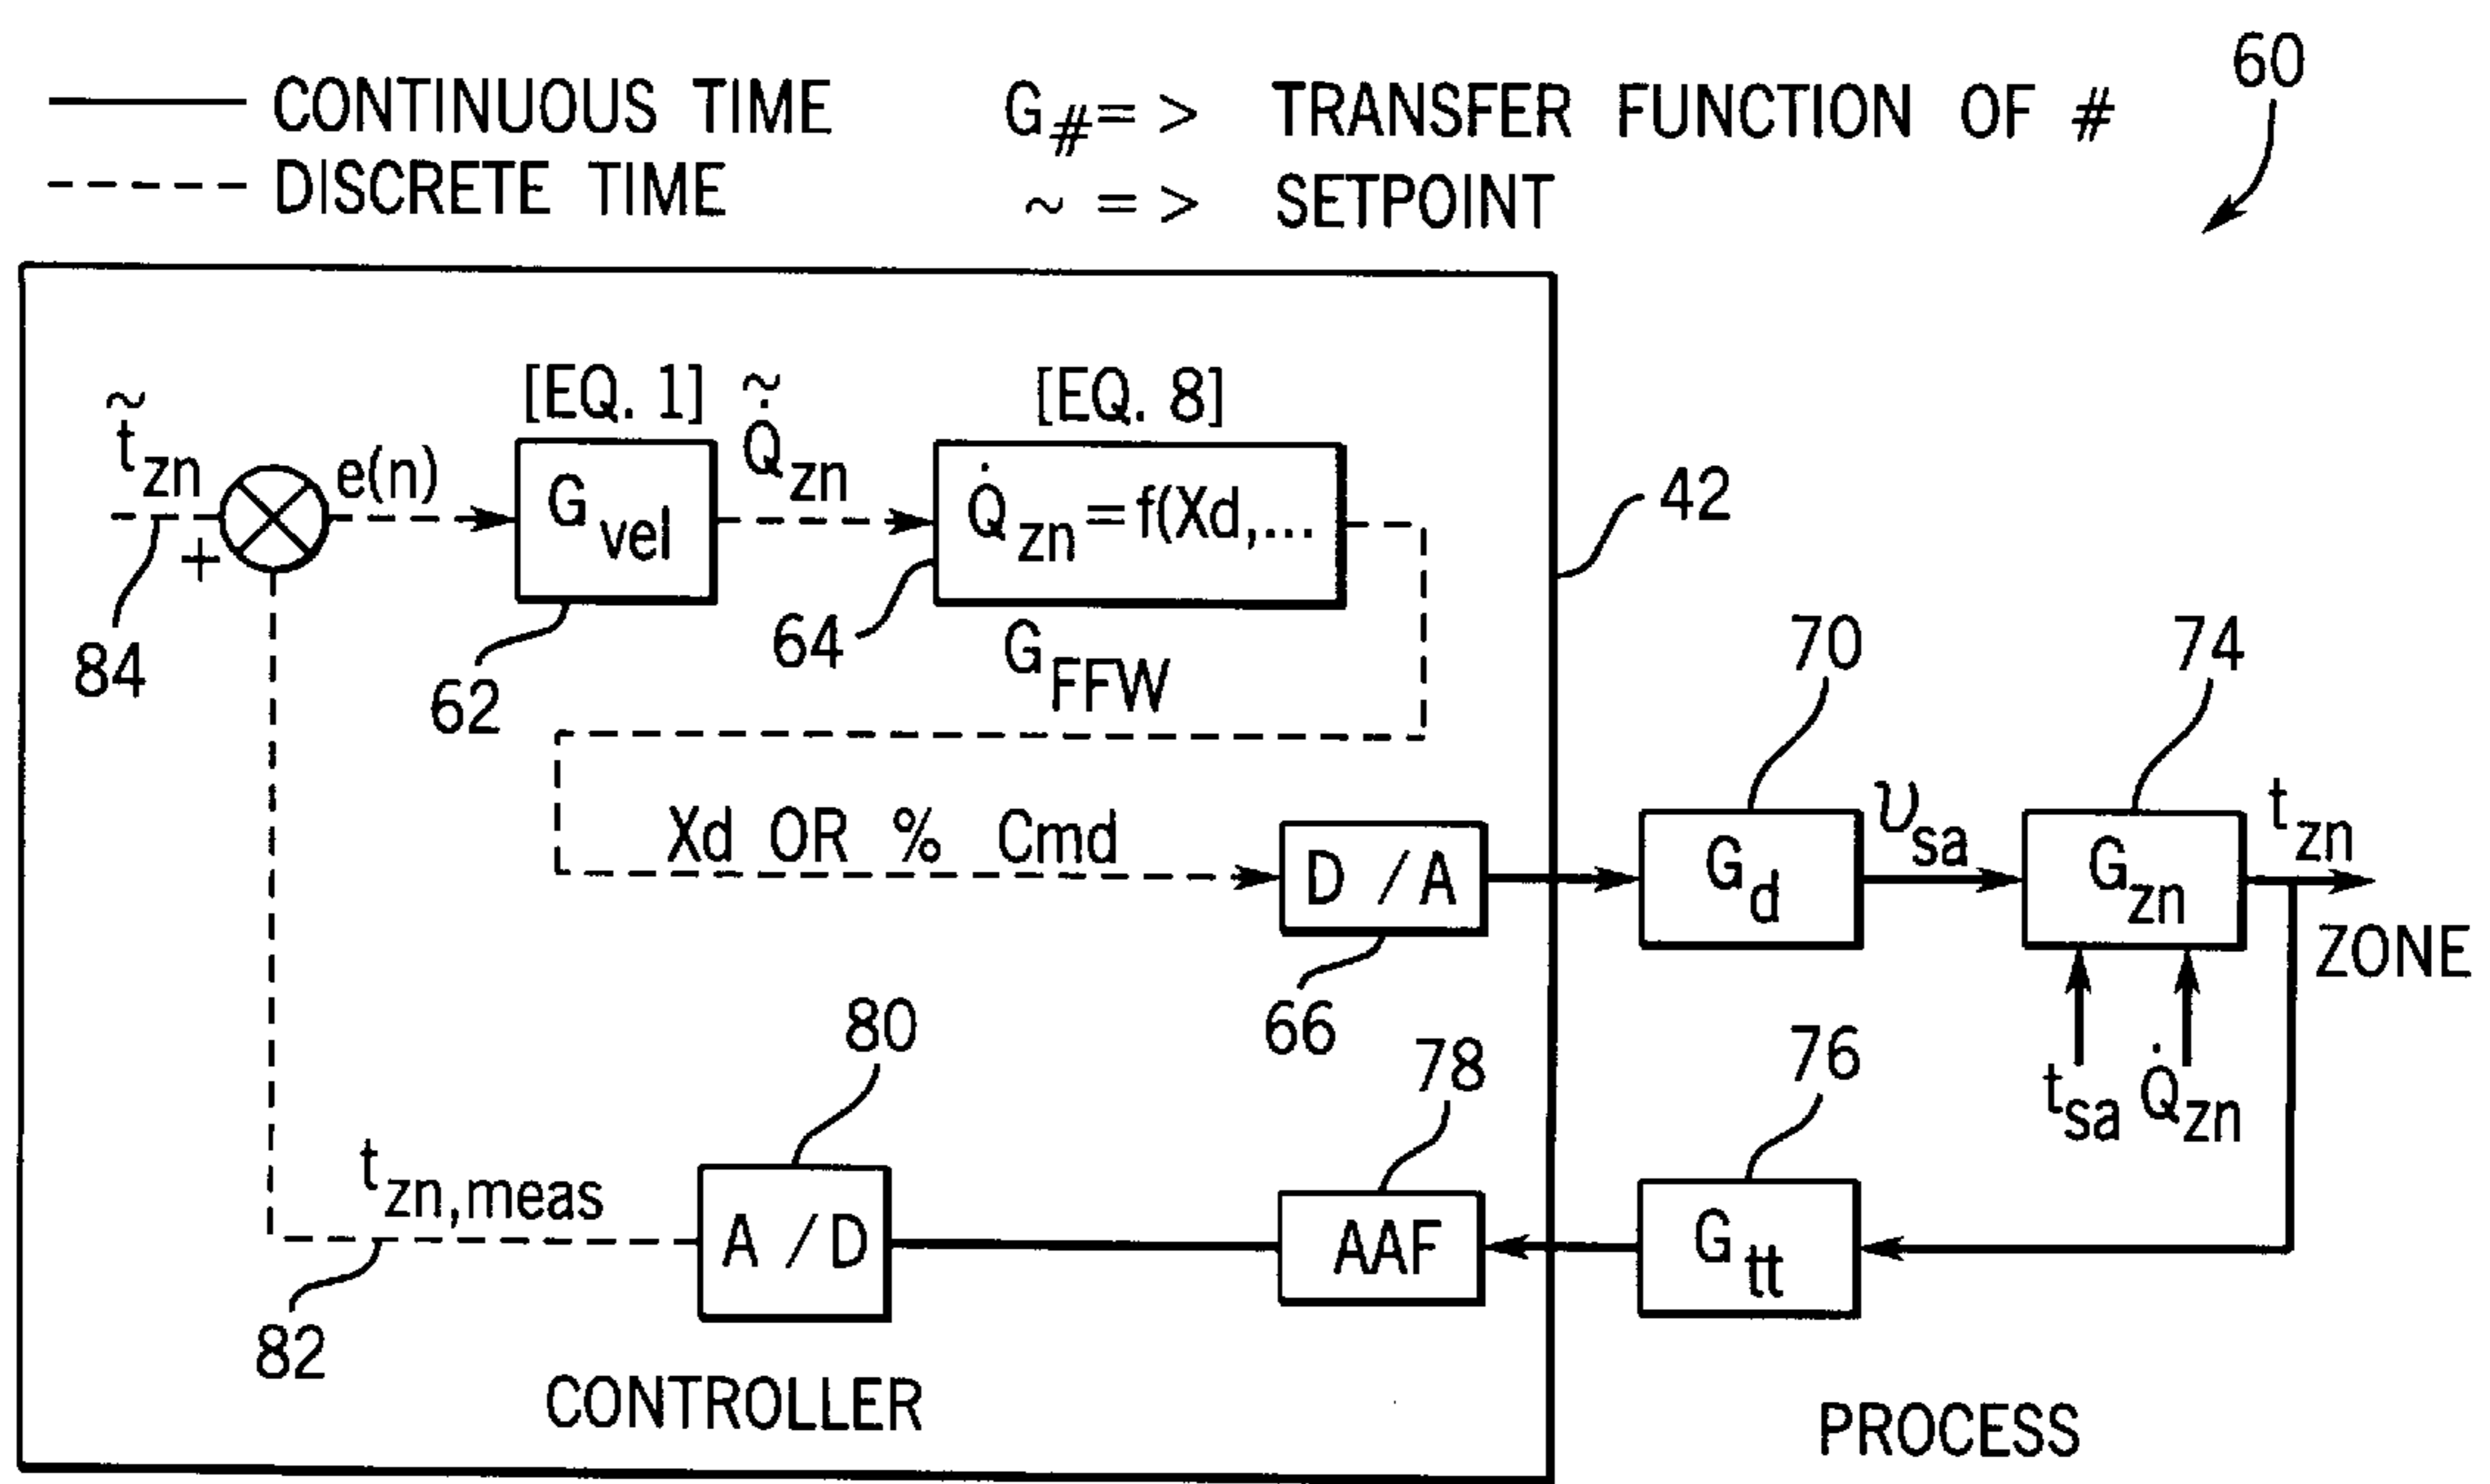 CONTINUOUS TIME
G# = > TRANSFER FUNCTION OF #
60
DISCRETE TIME
~ = > SETPOINT
[EQ. 1]
[EQ. 8]
t̃zn
+
e(n)
Gvel
Q̇̃zn
Q̇zn=f(Xd,...
GFFW
42
84
62
64
70
74
Xd OR % Cmd
D / A
Gd
υsa
Gzn
tzn
ZONE
66
tsa
Q̇zn
80
78
76
tzn,meas
A / D
AAF
Gtt
82
CONTROLLER
PROCESS